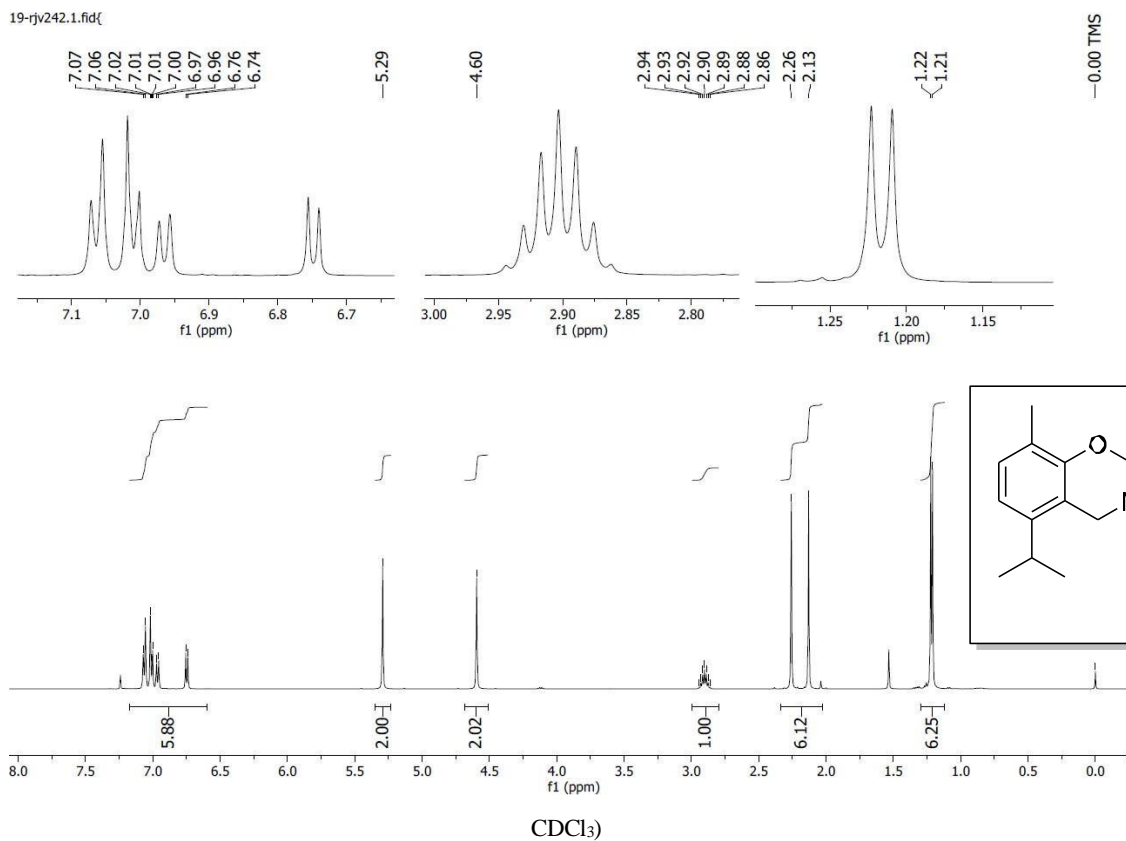 19-rjv242.1.fid{
7.07 7.06 7.02 7.01 7.01 7.00 6.97 6.96 6.76 6.74 5.29 4.60 2.94 2.93 2.92 2.90 2.89 2.88 2.86 2.26 2.13 1.22 1.21 0.00 TMS
7.1 7.0 6.9 6.8 6.7 3.00 2.95 2.90 2.85 2.80 1.25 1.20 1.15
f1 (ppm) f1 (ppm) f1 (ppm)
O
N
5.88 2.00 2.02 1.00 6.12 6.25
8.0 7.5 7.0 6.5 6.0 5.5 5.0 4.5 4.0 3.5 3.0 2.5 2.0 1.5 1.0 0.5 0.0
f1 (ppm)
CDCl₃)